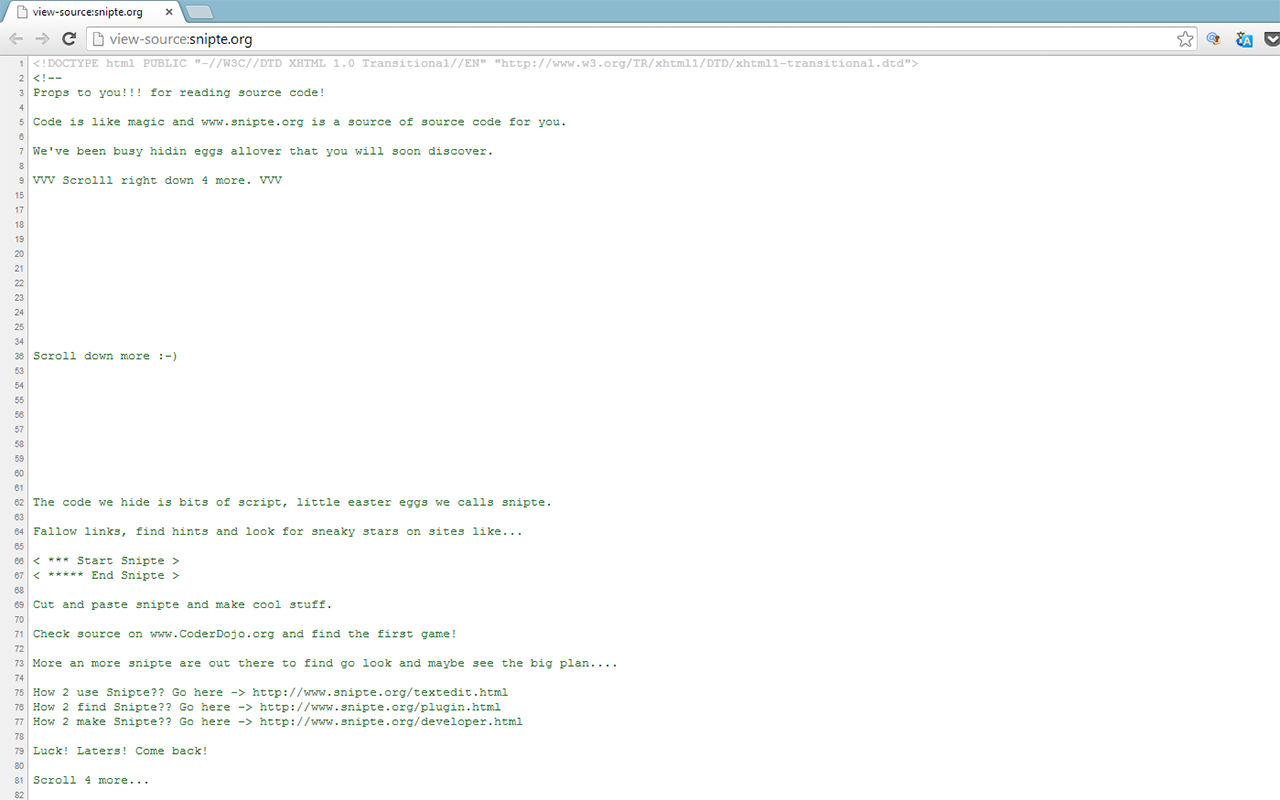 view-source:snipte.org
view-source:snipte.org
1 <!DOCTYPE html PUBLIC "-//W3C//DTD XHTML 1.0 Transitional//EN" "http://www.w3.org/TR/xhtml1/DTD/xhtml1-transitional.dtd">
2 <!--
3 Props to you!!! for reading source code!
4
5 Code is like magic and www.snipte.org is a source of source code for you.
6
7 We've been busy hidin eggs allover that you will soon discover.
8
9 VVV Scrolll right down 4 more. VVV
15
17
18
19
20
21
22
23
24
25
34
36 Scroll down more :-)
53
54
55
56
57
58
59
60
61
62 The code we hide is bits of script, little easter eggs we calls snipte.
63
64 Fallow links, find hints and look for sneaky stars on sites like...
65
66 < *** Start Snipte >
67 < ***** End Snipte >
68
69 Cut and paste snipte and make cool stuff.
70
71 Check source on www.CoderDojo.org and find the first game!
72
73 More an more snipte are out there to find go look and maybe see the big plan....
74
75 How 2 use Snipte?? Go here -> http://www.snipte.org/textedit.html
76 How 2 find Snipte?? Go here -> http://www.snipte.org/plugin.html
77 How 2 make Snipte?? Go here -> http://www.snipte.org/developer.html
78
79 Luck! Laters! Come back!
80
81 Scroll 4 more...
82